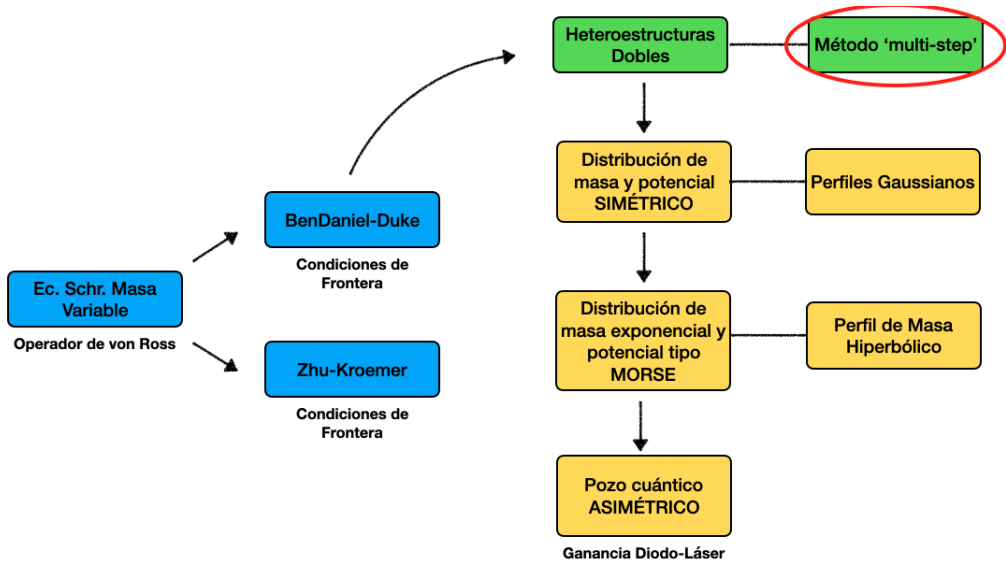 Heteroestructuras
Dobles
Método ‘multi-step’
Distribución de
masa y potencial
SIMÉTRICO
Perfiles Gaussianos
BenDaniel-Duke
Condiciones de
Frontera
Ec. Schr. Masa
Variable
Operador de von Ross
Zhu-Kroemer
Condiciones de
Frontera
Distribución de
masa exponencial y
potencial tipo
MORSE
Perfil de Masa
Hiperbólico
Pozo cuántico
ASIMÉTRICO
Ganancia Diodo-Láser